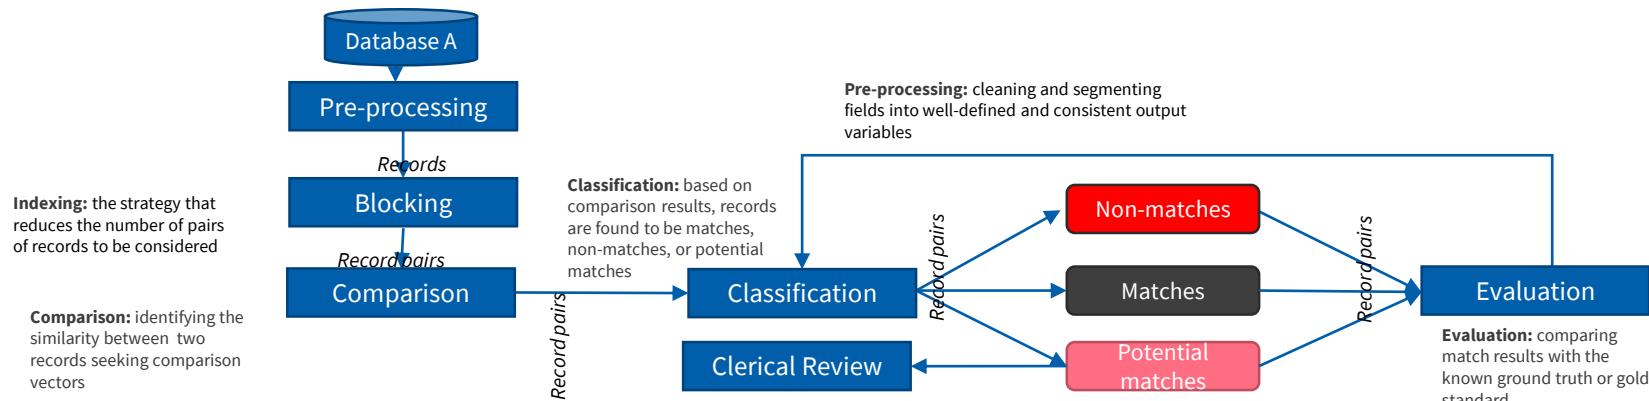 Database A
Pre-processing
Records
Blocking
Record pairs
Comparison
Indexing: the strategy that
reduces the number of pairs
of records to be considered
Comparison: identifying the
similarity between two
records seeking comparison
vectors
Record pairs
Classification: based on
comparison results, records
are found to be matches,
non-matches, or potential
matches
Classification
Clerical Review
Pre-processing: cleaning and segmenting
fields into well-defined and consistent output
variables
Record pairs
Non-matches
Matches
Potential
matches
Record pairs
Evaluation
Evaluation: comparing
match results with the
known ground truth or gold
standard